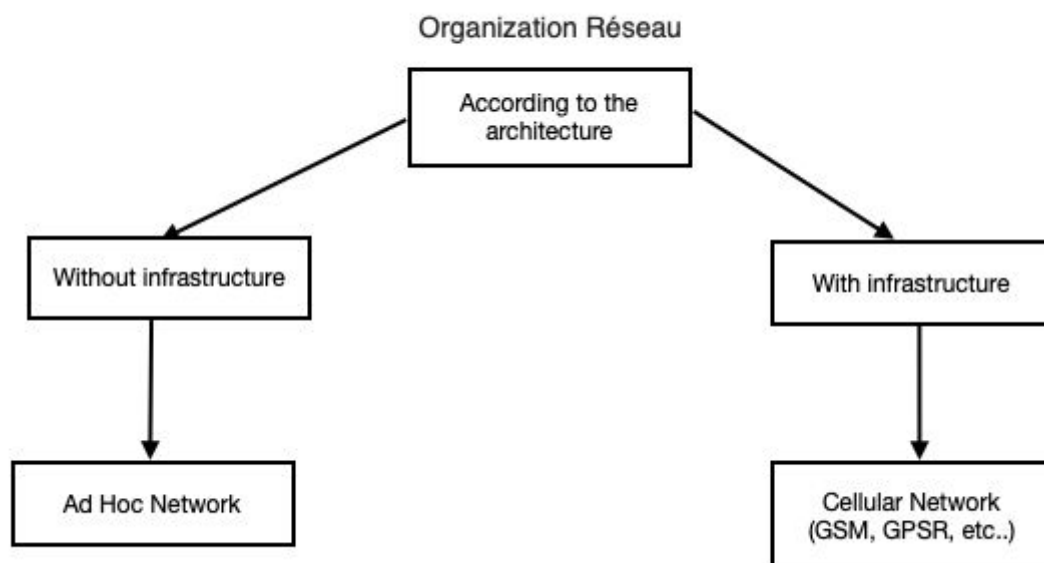 Organization Réseau
According to the
architecture
Without infrastructure
With infrastructure
Ad Hoc Network
Cellular Network
(GSM, GPSR, etc..)